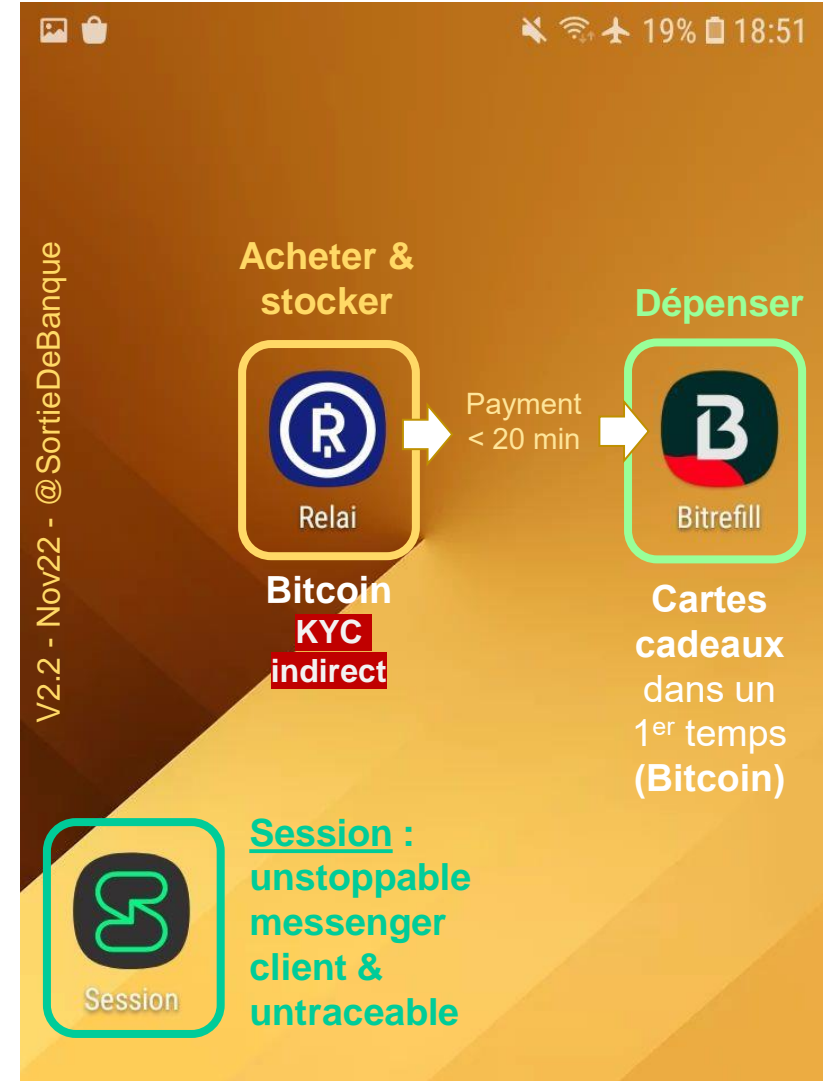 19% 18:51
V2.2 - Nov22 - @SortieDeBanque
Acheter &
stocker
Relai
Bitcoin
KYC
indirect
Payment
< 20 min
Dépenser
Bitrefill
Cartes
cadeaux
dans un
1er temps
(Bitcoin)
Session
Session :
unstoppable
messenger
client &
untraceable